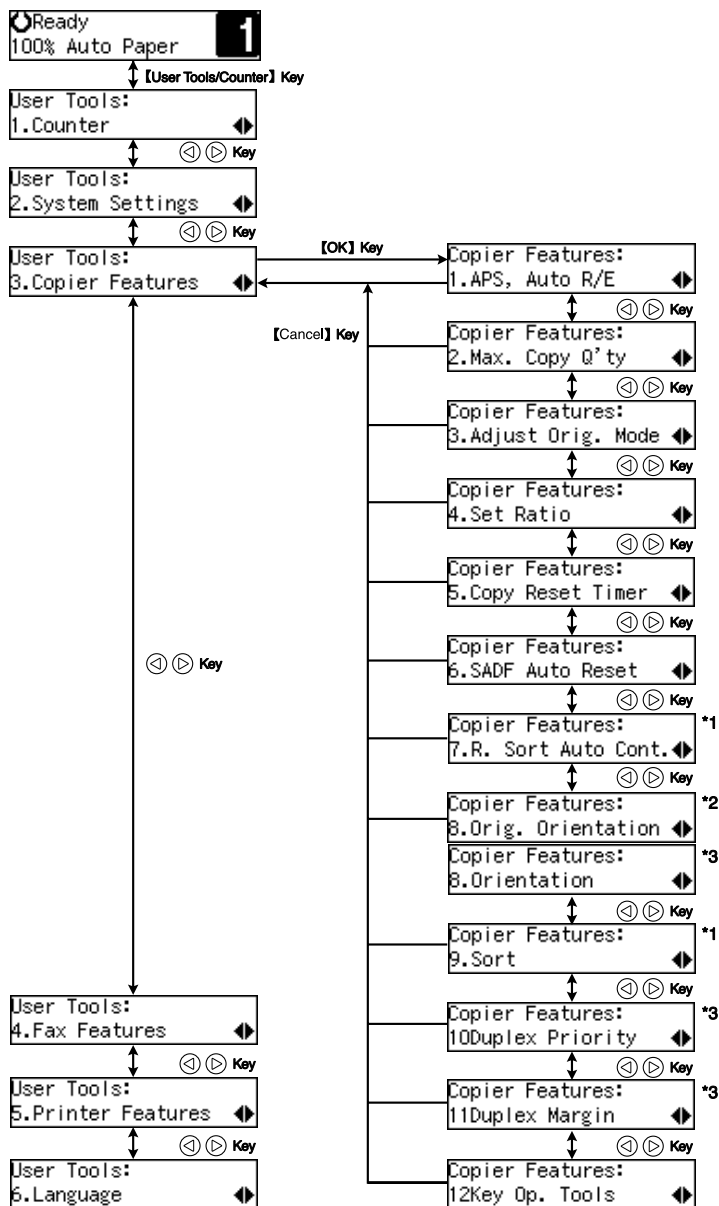 Ready
100% Auto Paper
1
【User Tools/Counter】 Key
User Tools:
1.Counter
Key
User Tools:
2.System Settings
Key
User Tools:
3.Copier Features
【OK】 Key
【Cancel】 Key
Copier Features:
1.APS, Auto R/E
Key
Copier Features:
2.Max. Copy Q'ty
Key
Copier Features:
3.Adjust Orig. Mode
Key
Copier Features:
4.Set Ratio
Key
Copier Features:
5.Copy Reset Timer
Key
Copier Features:
6.SADF Auto Reset
Key
Copier Features:
*1
7.R. Sort Auto Cont.
Key
Copier Features:
*2
8.Orig. Orientation
Copier Features:
*3
8.Orientation
Key
Copier Features:
*1
9.Sort
Key
Copier Features:
*3
10Duplex Priority
Key
Copier Features:
*3
11Duplex Margin
Key
Copier Features:
12Key Op. Tools
Key
User Tools:
4.Fax Features
Key
User Tools:
5.Printer Features
Key
User Tools:
6.Language